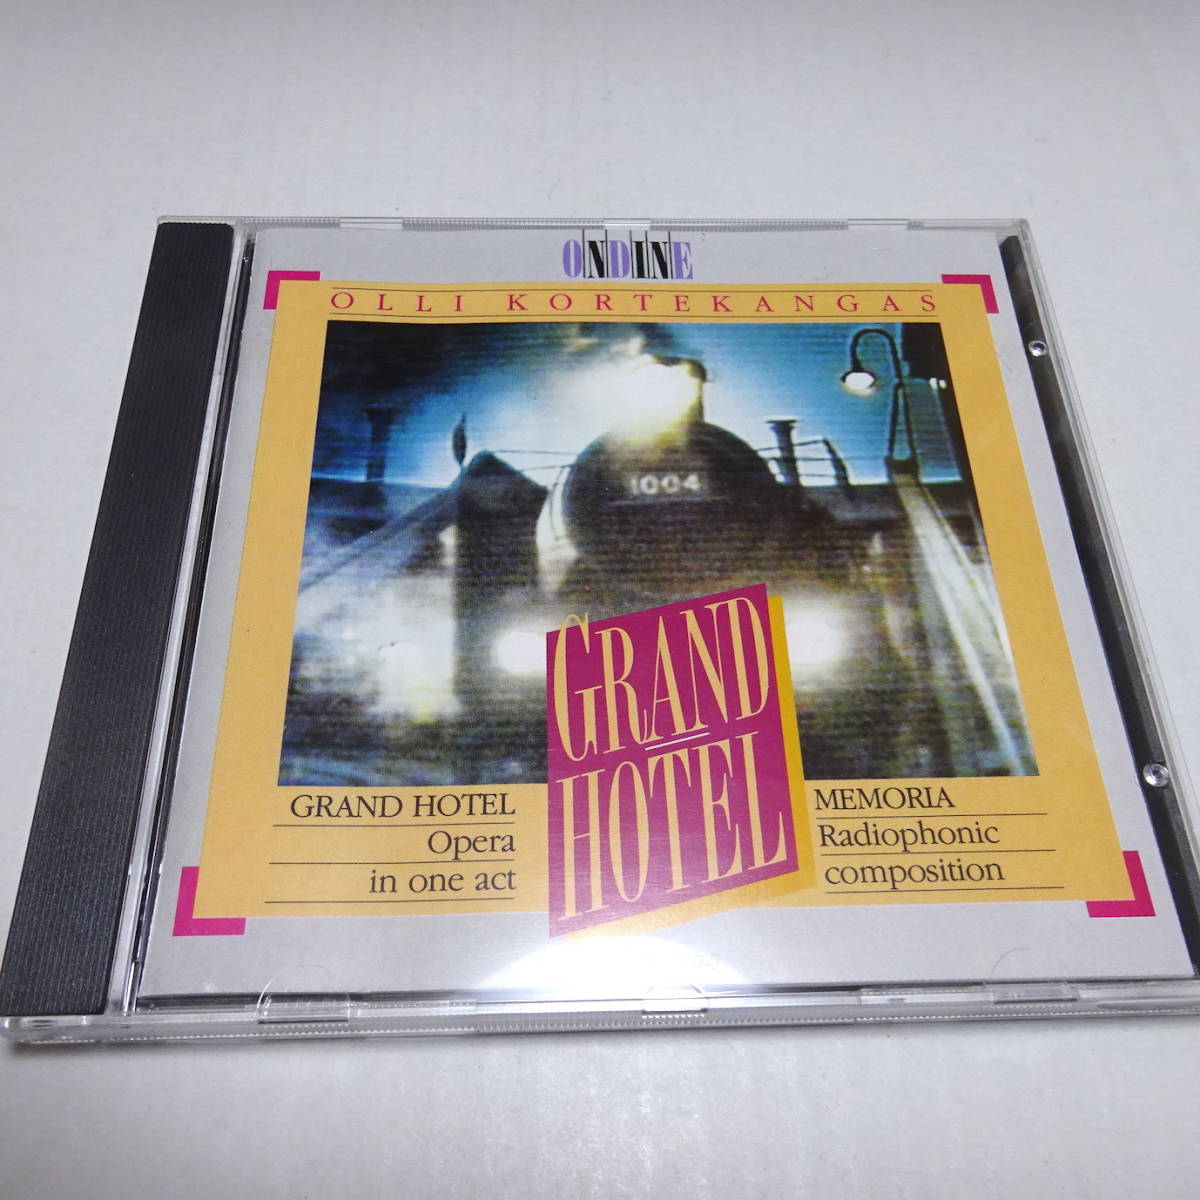 ONDINE
OLLI KORTEKANGAS
1004
GRAND
HOTEL
GRAND HOTEL
Opera
in one act
MEMORIA
Radiophonic
composition